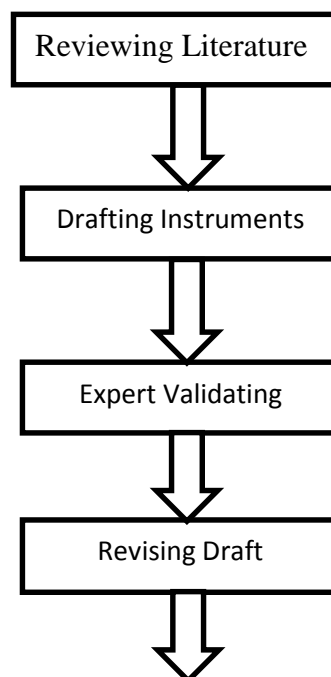 Reviewing Literature
Drafting Instruments
Expert Validating
Revising Draft